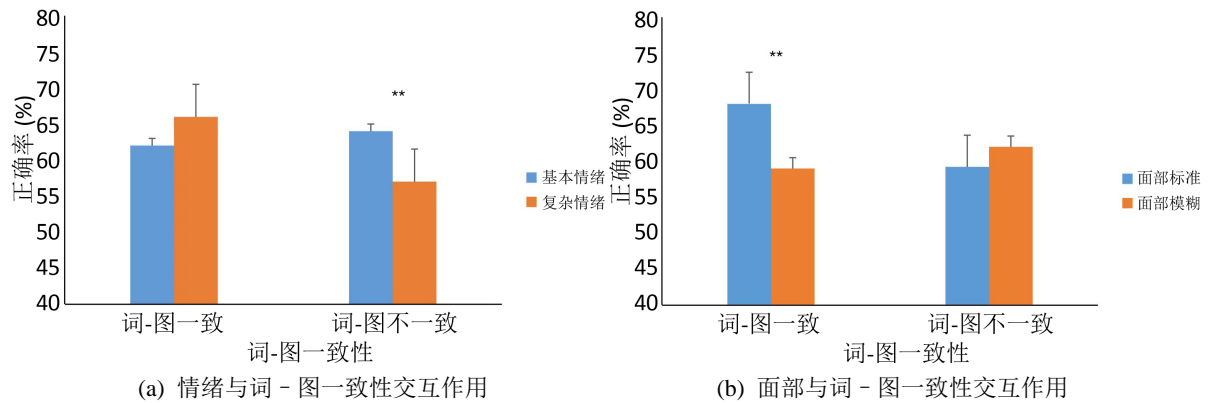 80
75
70
65
60
55
50
45
40
正确率 (%)
**
词-图一致
词-图不一致
词-图一致性
基本情绪
复杂情绪
(a) 情绪与词－图一致性交互作用
80
75
70
65
60
55
50
45
40
正确率 (%)
**
词-图一致
词-图不一致
词-图一致性
面部标准
面部模糊
(b) 面部与词－图一致性交互作用